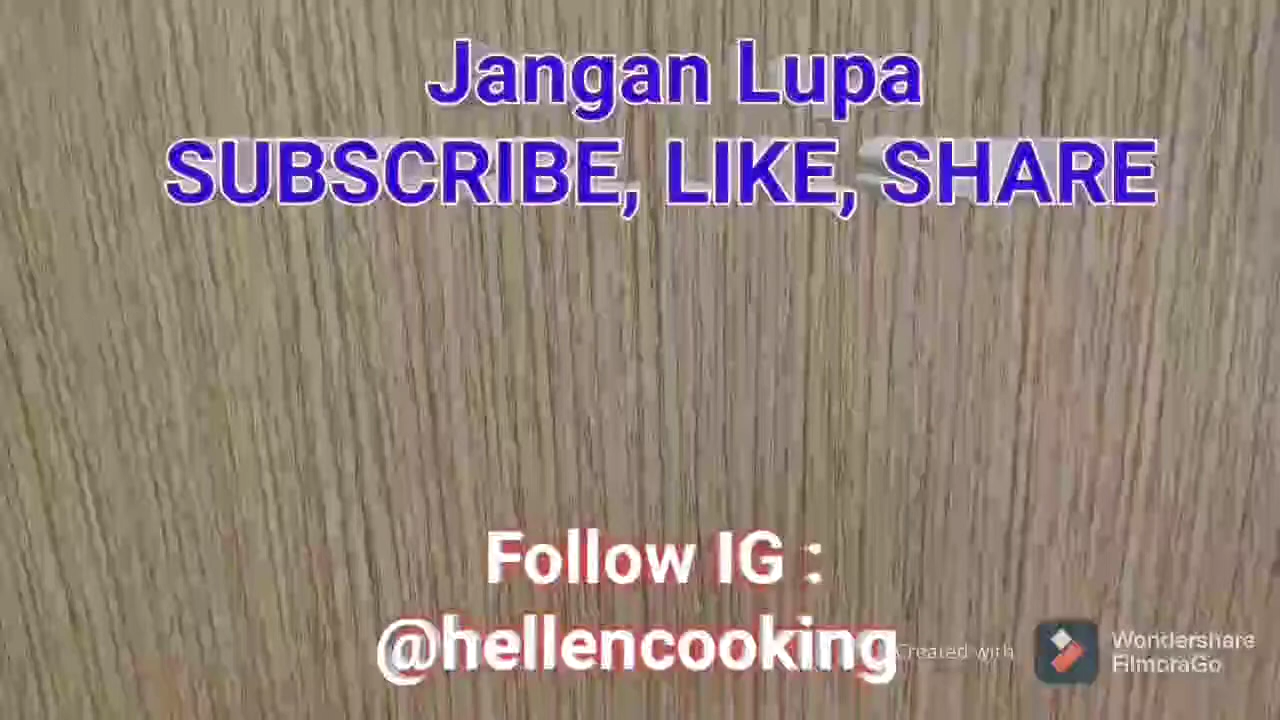 Jangan Lupa
SUBSCRIBE, LIKE, SHARE
Follow IG :
@hellencooking
Created with
Wondershare
FilmoraGo